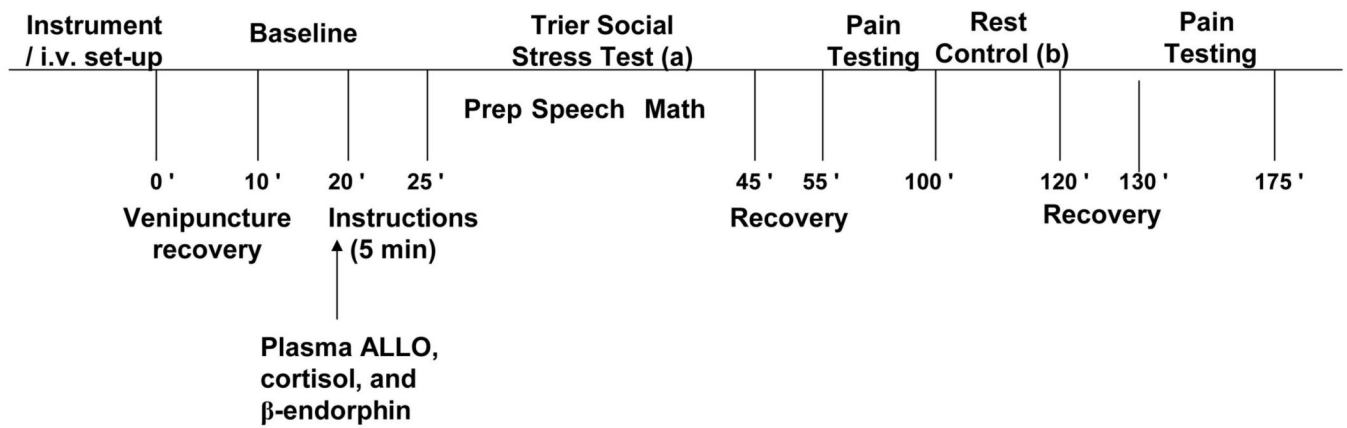 Instrument
/ i.v. set-up
Baseline
Trier Social
Stress Test (a)
Pain
Testing
Rest
Control (b)
Pain
Testing
Prep Speech Math
0 ' 10 ' 20 ' 25 ' 45 ' 55 ' 100 ' 120 ' 130 ' 175 '
Venipuncture
recovery
Instructions
(5 min)
Recovery
Recovery
Plasma ALLO,
cortisol, and
β-endorphin